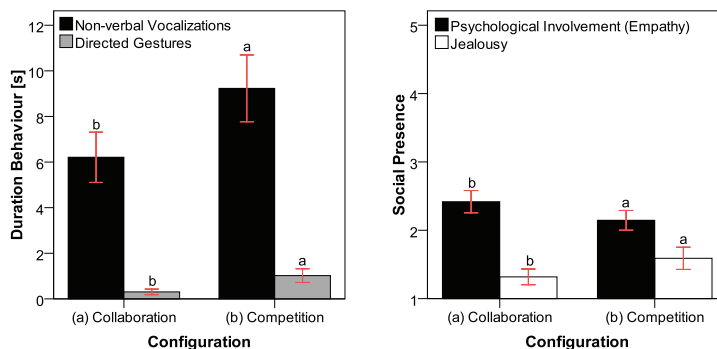 Non-verbal Vocalizations
Directed Gestures
Duration Behaviour [s]
12
10
8
6
4
2
0
b
b
a
a
(a) Collaboration
(b) Competition
Configuration
Psychological Involvement (Empathy)
Jealousy
Social Presence
5
4
3
2
1
b
b
a
a
(a) Collaboration
(b) Competition
Configuration